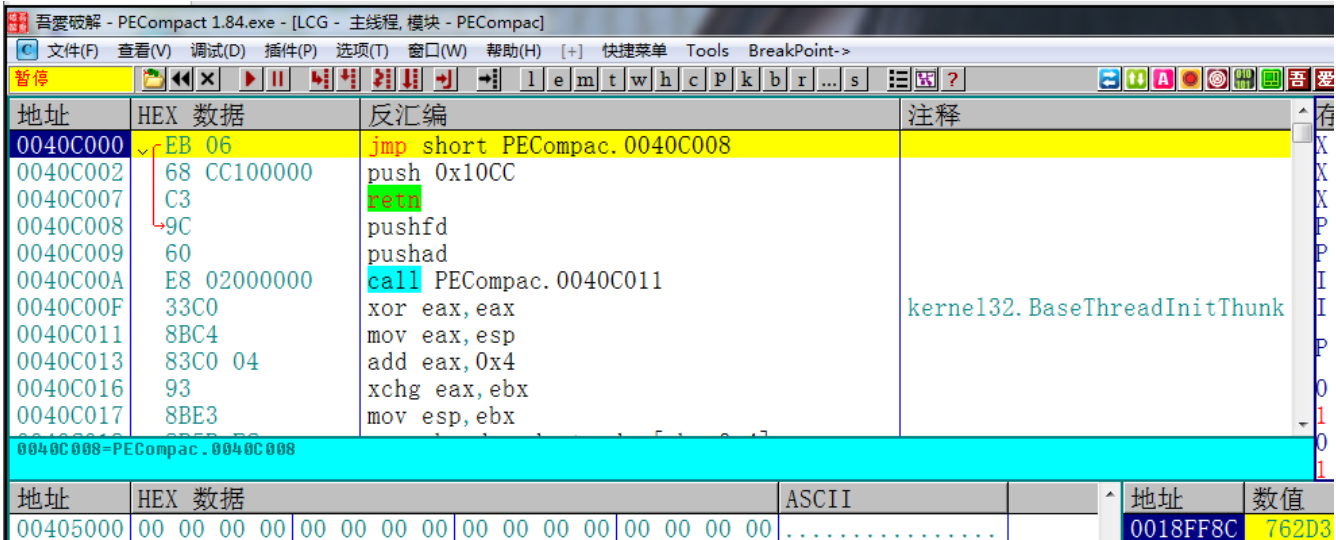 吾爱破解 - PECompact 1.84.exe - [LCG - 主线程, 模块 - PECompac]
C 文件(F) 查看(V) 调试(D) 插件(P) 选项(T) 窗口(W) 帮助(H) [+] 快捷菜单 Tools BreakPoint->
暂停 l e m t w h c P k b r ... s ? A 吾 爱
地址 HEX 数据 反汇编 注释
0040C000 EB 06 jmp short PECompac.0040C008
0040C002 68 CC100000 push 0x10CC
0040C007 C3 retn
0040C008 9C pushfd
0040C009 60 pushad
0040C00A E8 02000000 call PECompac.0040C011
0040C00F 33C0 xor eax,eax kernel32.BaseThreadInitThunk
0040C011 8BC4 mov eax,esp
0040C013 83C0 04 add eax,0x4
0040C016 93 xchg eax,ebx
0040C017 8BE3 mov esp,ebx
0040C008=PECompac.0040C008
地址 HEX 数据 ASCII 地址 数值
00405000 00 00 00 00 00 00 00 00 00 00 00 00 00 00 00 00 ................ 0018FF8C 762D3